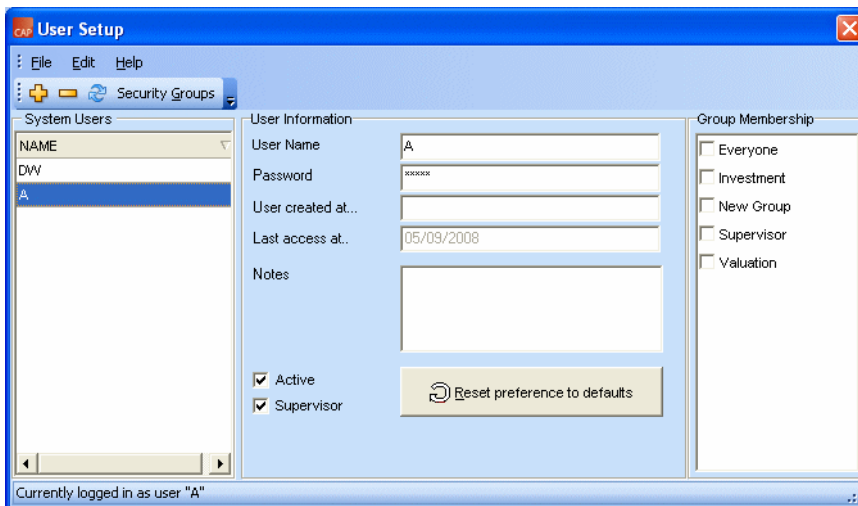 CAP User Setup
File Edit Help
Security Groups
System Users
NAME
DW
A
User Information
User Name A
Password *****
User created at...
Last access at.. 05/09/2008
Notes
Active
Supervisor
Reset preference to defaults
Group Membership
Everyone
Investment
New Group
Supervisor
Valuation
Currently logged in as user "A"